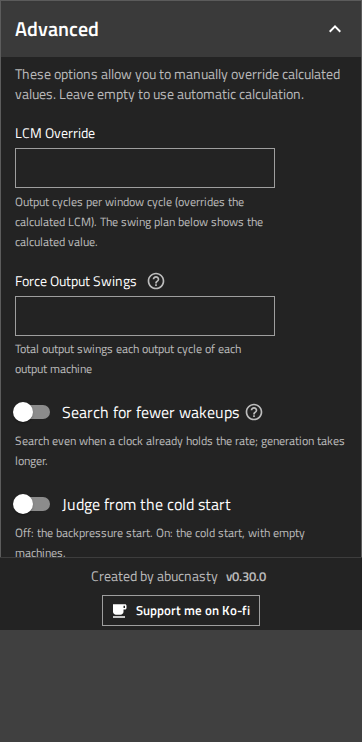 Advanced
These options allow you to manually override calculated
values. Leave empty to use automatic calculation.
LCM Override
Output cycles per window cycle (overrides the
calculated LCM). The swing plan below shows the
calculated value.
Force Output Swings
Total output swings each output cycle of each
output machine
Search for fewer wakeups
Search even when a clock already holds the rate; generation takes
longer.
Judge from the cold start
Off: the backpressure start. On: the cold start, with empty
machines.
Created by abucnasty v0.30.0
Support me on Ko-fi